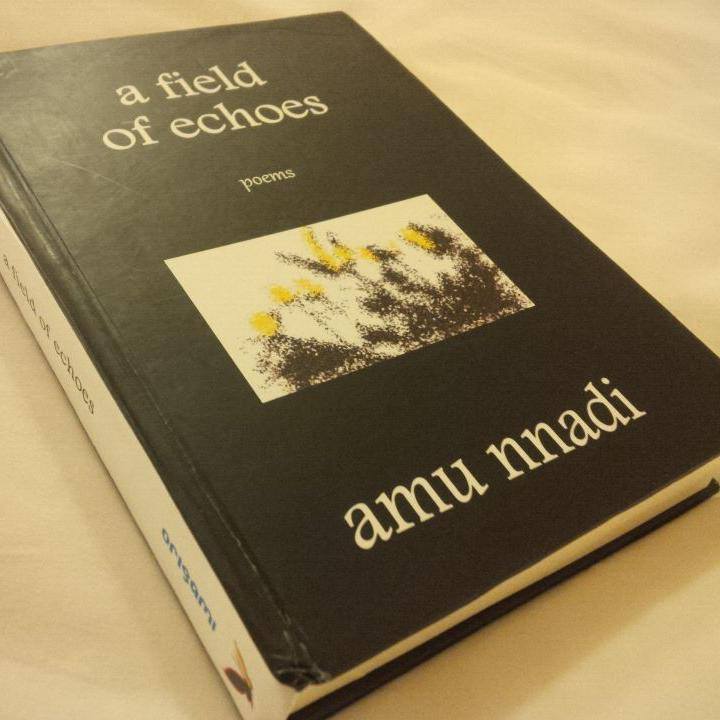 a field
of echoes
poems
amu nnadi
a field of echoes
origami